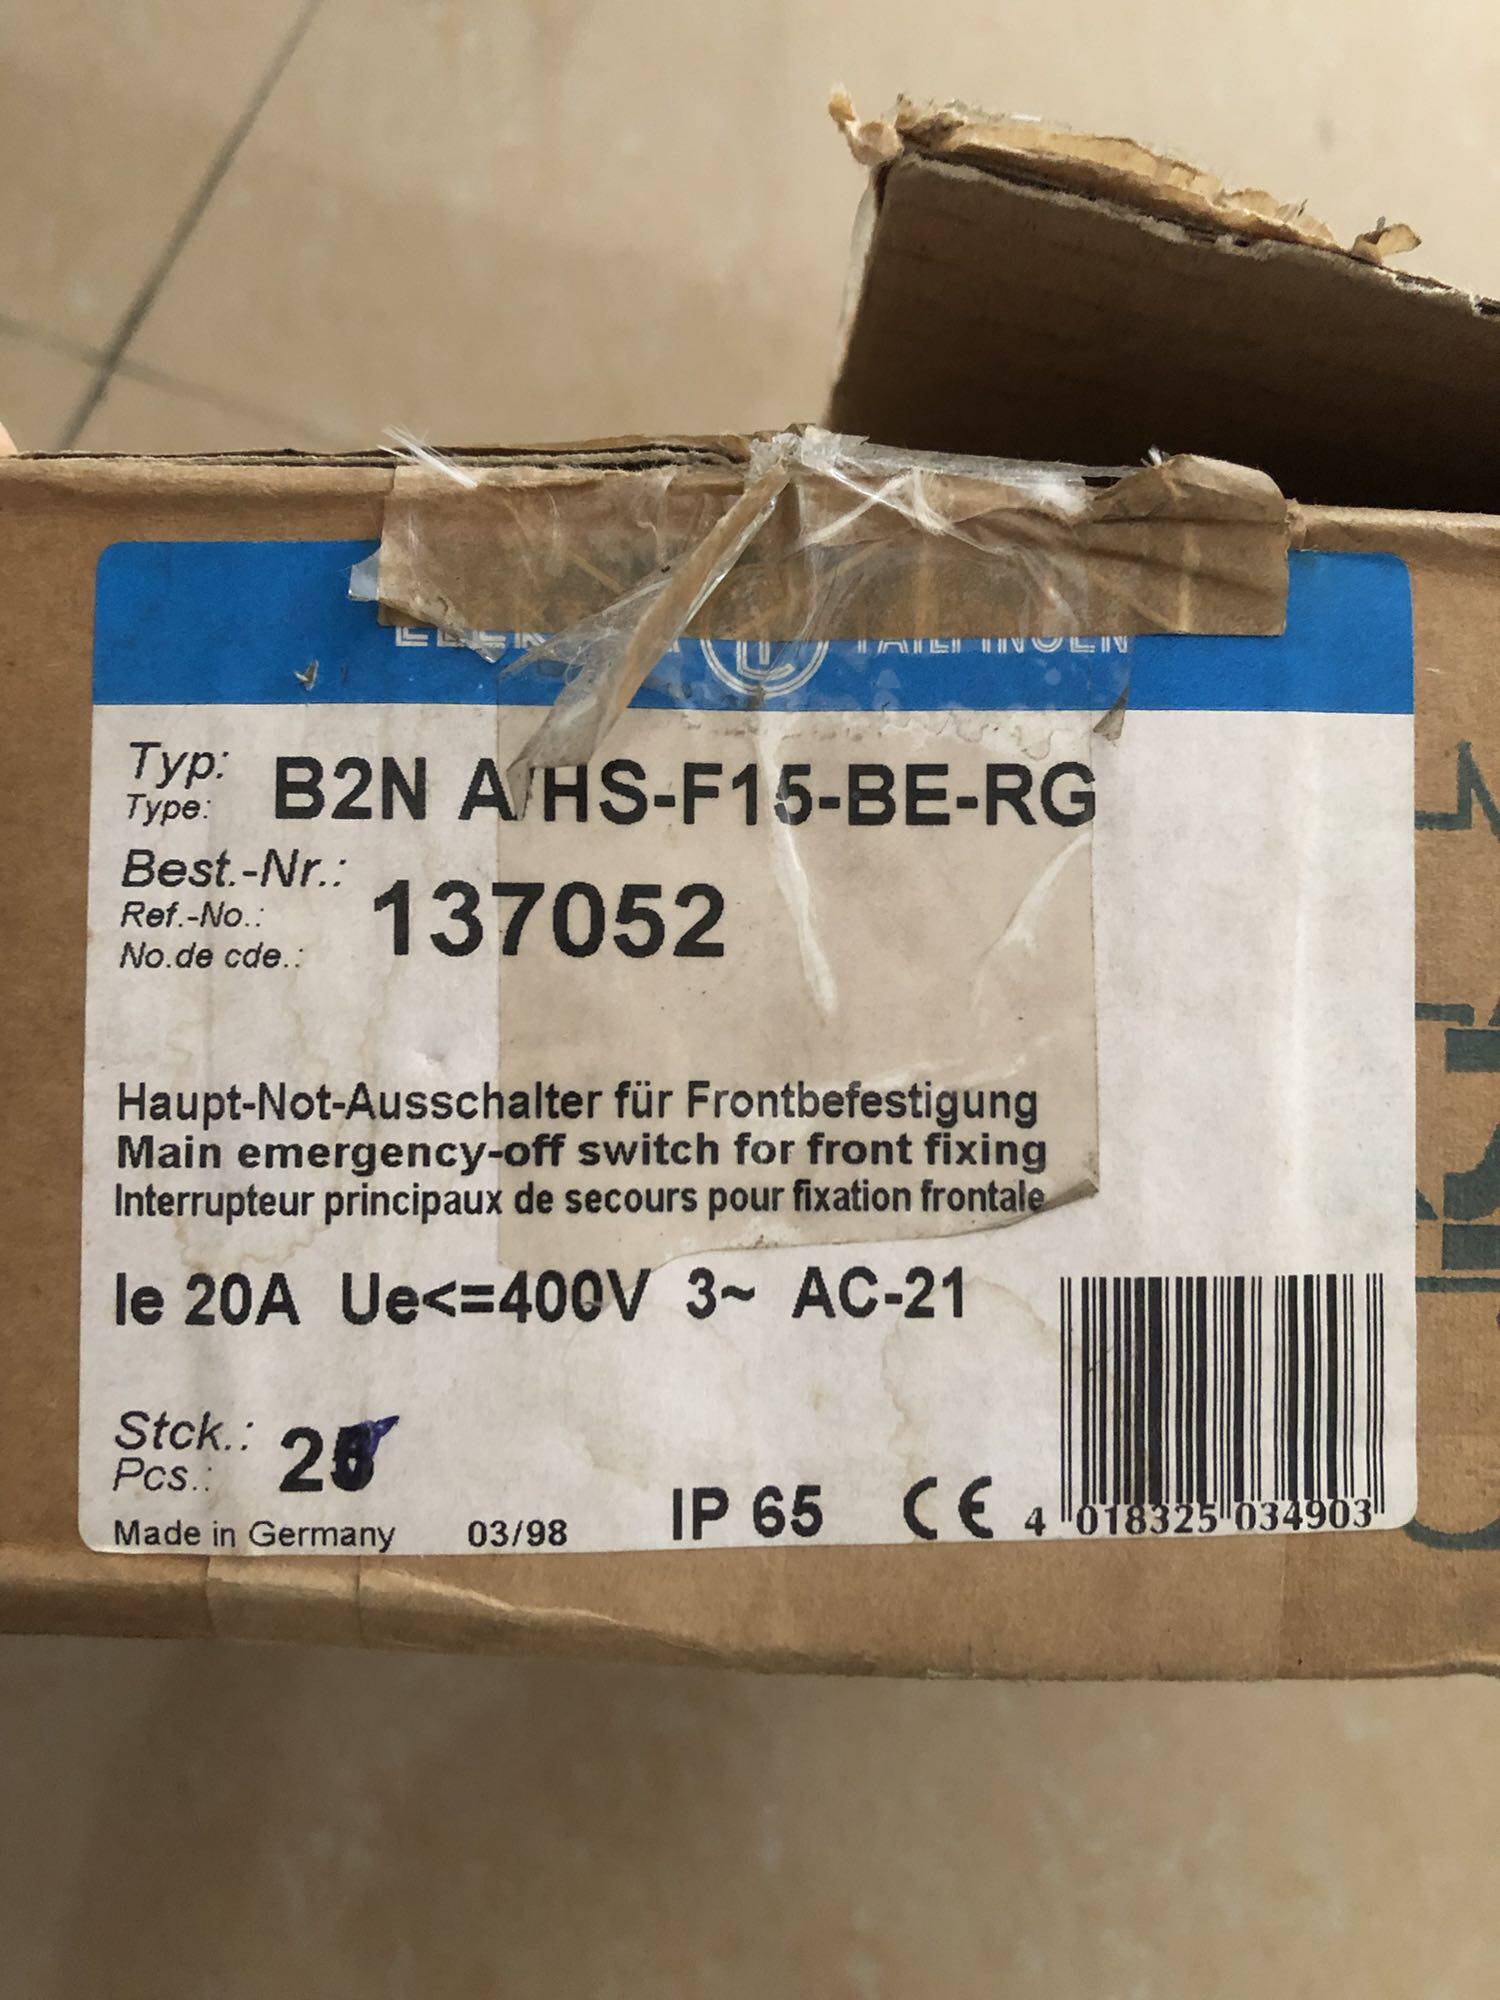 TAILFINGEN
Typ: B2N A/HS-F15-BE-RG
Type:
Best.-Nr.: 137052
Ref.-No.:
No.de cde.:
Haupt-Not-Ausschalter für Frontbefestigung
Main emergency-off switch for front fixing
Interrupteur principaux de secours pour fixation frontale
Ie 20A Ue<=400V 3~ AC-21
Stck.:
Pcs.:
Made in Germany 03/98 IP 65 CE 4 018325 034903